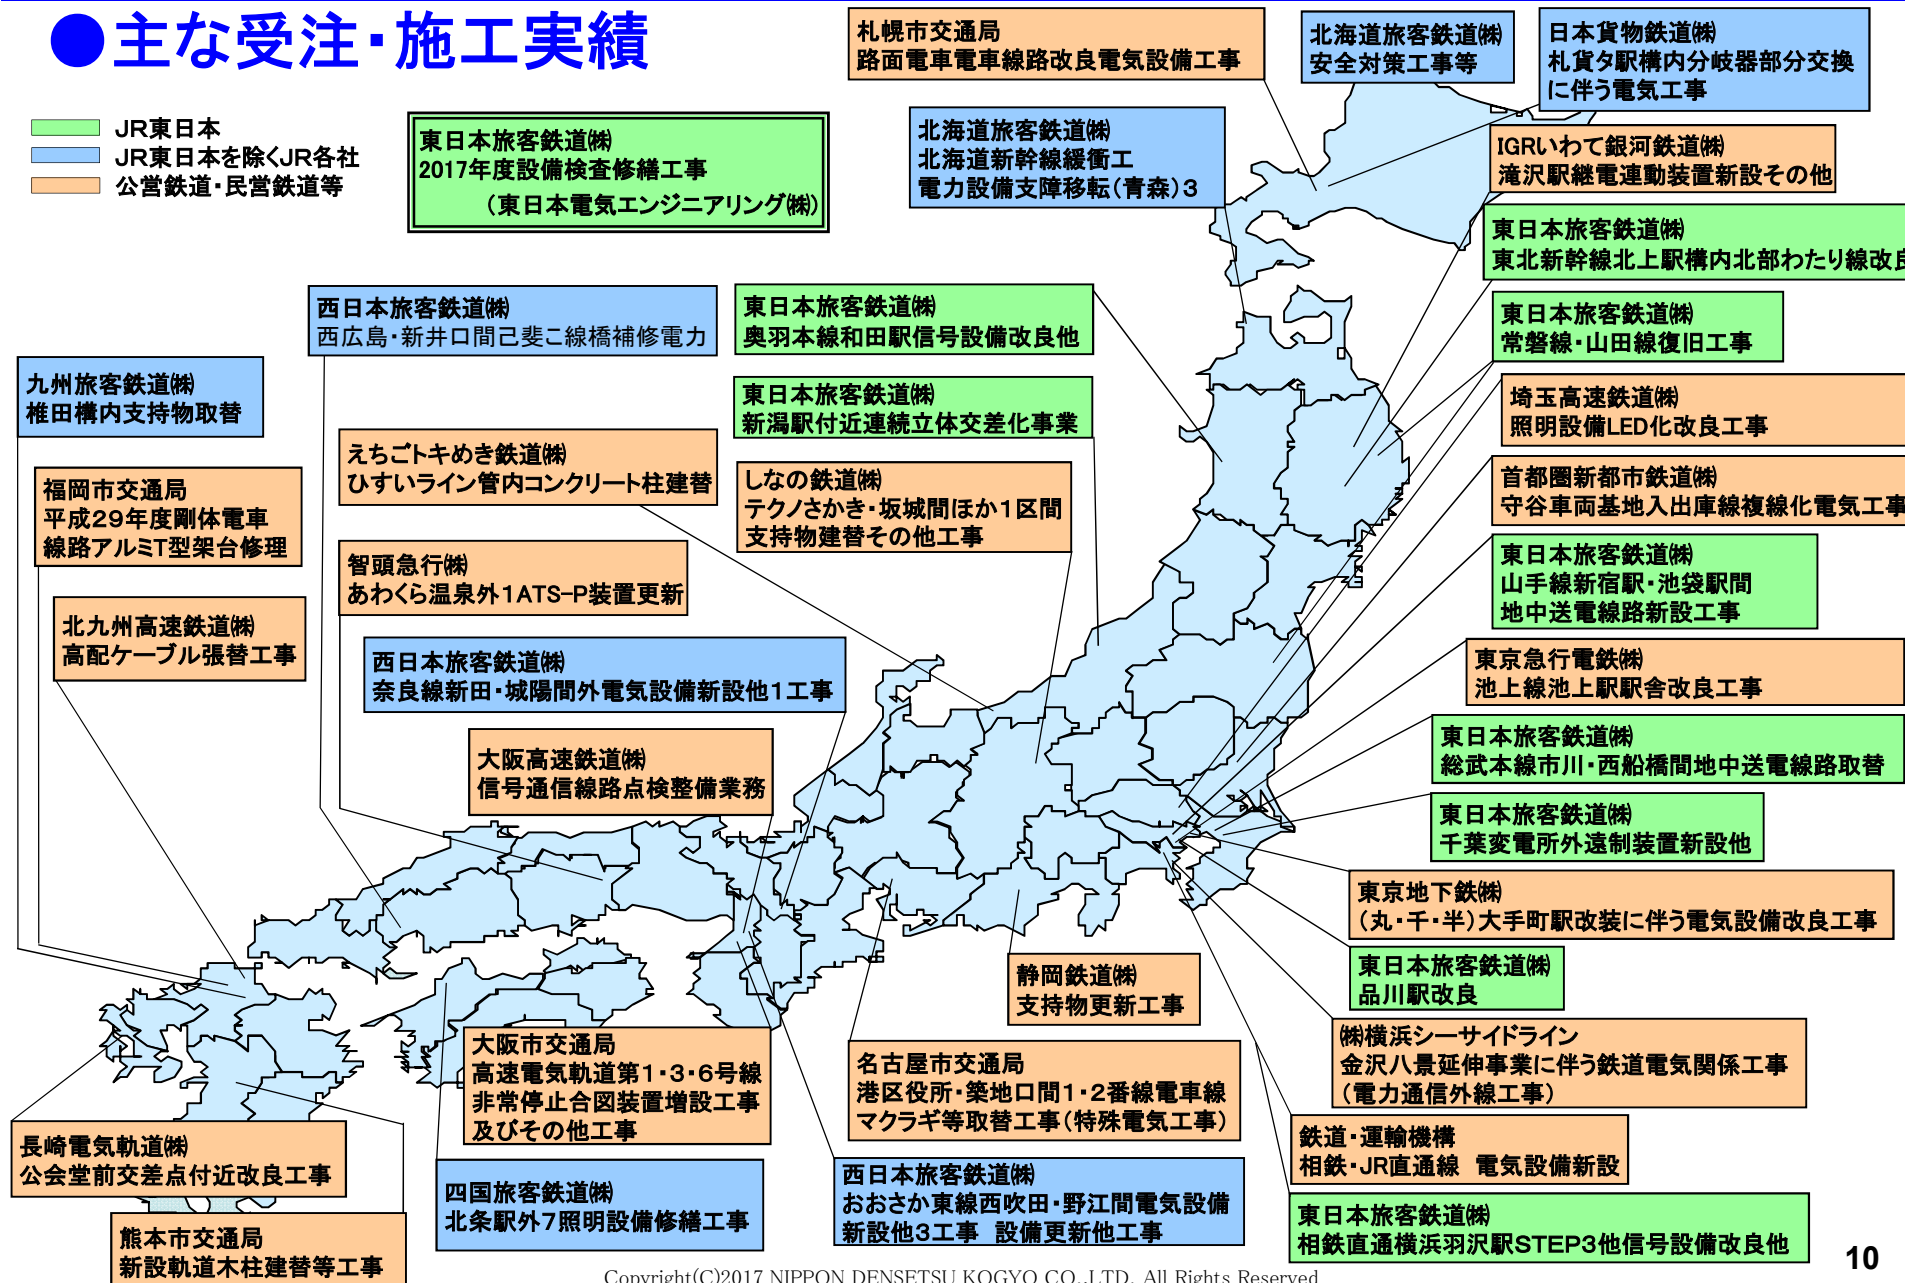 ●主な受注・施工実績
JR東日本
JR東日本を除くJR各社
公営鉄道・民営鉄道等
東日本旅客鉄道㈱
2017年度設備検査修繕工事
（東日本電気エンジニアリング㈱）
札幌市交通局
路面電車電車線路改良電気設備工事
北海道旅客鉄道㈱
安全対策工事等
日本貨物鉄道㈱
札貨タ駅構内分岐器部分交換
に伴う電気工事
北海道旅客鉄道㈱
北海道新幹線緩衝工
電力設備支障移転（青森）3
IGRいわて銀河鉄道㈱
滝沢駅継電連動装置新設その他
東日本旅客鉄道㈱
東北新幹線北上駅構内北部わたり線改良
西日本旅客鉄道㈱
西広島・新井口間己斐こ線橋補修電力
東日本旅客鉄道㈱
奥羽本線和田駅信号設備改良他
東日本旅客鉄道㈱
常磐線・山田線復旧工事
九州旅客鉄道㈱
椎田構内支持物取替
東日本旅客鉄道㈱
新潟駅付近連続立体交差化事業
埼玉高速鉄道㈱
照明設備LED化改良工事
えちごトキめき鉄道㈱
ひすいライン管内コンクリート柱建替
しなの鉄道㈱
テクノさかき・坂城間ほか1区間
支持物建替その他工事
首都圏新都市鉄道㈱
守谷車両基地入出庫線複線化電気工事
福岡市交通局
平成29年度剛体電車
線路アルミT型架台修理
智頭急行㈱
あわくら温泉外1ATS-P装置更新
東日本旅客鉄道㈱
山手線新宿駅・池袋駅間
地中送電線路新設工事
北九州高速鉄道㈱
高配ケーブル張替工事
西日本旅客鉄道㈱
奈良線新田・城陽間外電気設備新設他1工事
東京急行電鉄㈱
池上線池上駅駅舎改良工事
大阪高速鉄道㈱
信号通信線路点検整備業務
東日本旅客鉄道㈱
総武本線市川・西船橋間地中送電線路取替
東日本旅客鉄道㈱
千葉変電所外遠制装置新設他
東京地下鉄㈱
（丸・千・半）大手町駅改装に伴う電気設備改良工事
東日本旅客鉄道㈱
品川駅改良
静岡鉄道㈱
支持物更新工事
㈱横浜シーサイドライン
金沢八景延伸事業に伴う鉄道電気関係工事
（電力通信外線工事）
大阪市交通局
高速電気軌道第1・3・6号線
非常停止合図装置増設工事
及びその他工事
名古屋市交通局
港区役所・築地口間1・2番線電車線
マクラギ等取替工事（特殊電気工事）
鉄道・運輸機構
相鉄・JR直通線 電気設備新設
長崎電気軌道㈱
公会堂前交差点付近改良工事
四国旅客鉄道㈱
北条駅外7照明設備修繕工事
西日本旅客鉄道㈱
おおさか東線西吹田・野江間電気設備
新設他3工事 設備更新他工事
東日本旅客鉄道㈱
相鉄直通横浜羽沢駅STEP3他信号設備改良他
熊本市交通局
新設軌道木柱建替等工事
Copyright(C)2017 NIPPON DENSETSU KOGYO CO.,LTD. All Rights Reserved
10